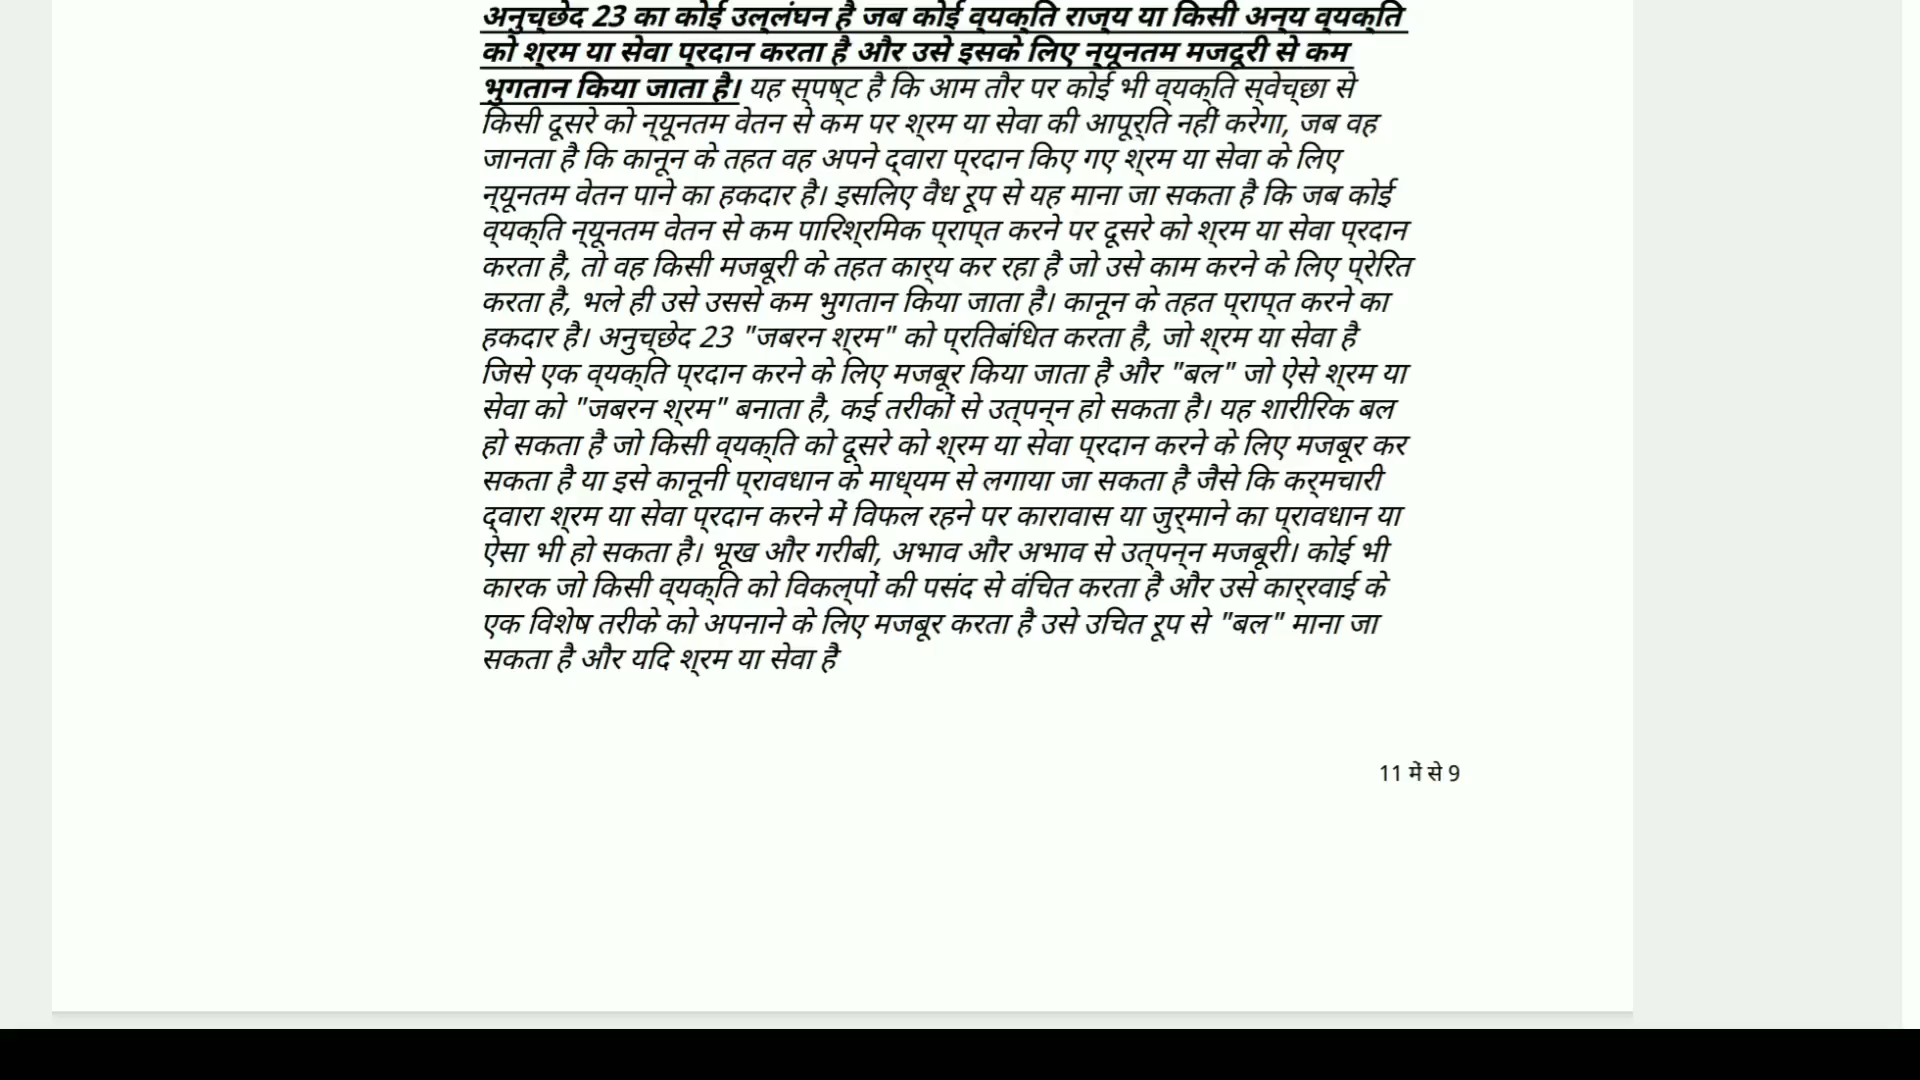 अनुच्छेद 23 का कोई उल्लंघन है जब कोई व्यक्ति राज्य या किसी अन्य व्यक्ति
को श्रम या सेवा प्रदान करता है और उसे इसके लिए न्यूनतम मजदूरी से कम
भुगतान किया जाता है। यह स्पष्ट है कि आम तौर पर कोई भी व्यक्ति स्वेच्छा से
किसी दूसरे को न्यूनतम वेतन से कम पर श्रम या सेवा की आपूर्ति नहीं करेगा, जब वह
जानता है कि कानून के तहत वह अपने द्वारा प्रदान किए गए श्रम या सेवा के लिए
न्यूनतम वेतन पाने का हकदार है। इसलिए वैध रूप से यह माना जा सकता है कि जब कोई
व्यक्ति न्यूनतम वेतन से कम पारिश्रमिक प्राप्त करने पर दूसरे को श्रम या सेवा प्रदान
करता है, तो वह किसी मजबूरी के तहत कार्य कर रहा है जो उसे काम करने के लिए प्रेरित
करता है, भले ही उसे उससे कम भुगतान किया जाता है। कानून के तहत प्राप्त करने का
हकदार है। अनुच्छेद 23 "जबरन श्रम" को प्रतिबंधित करता है, जो श्रम या सेवा है
जिसे एक व्यक्ति प्रदान करने के लिए मजबूर किया जाता है और "बल" जो ऐसे श्रम या
सेवा को "जबरन श्रम" बनाता है, कई तरीकों से उत्पन्न हो सकता है। यह शारीरिक बल
हो सकता है जो किसी व्यक्ति को दूसरे को श्रम या सेवा प्रदान करने के लिए मजबूर कर
सकता है या इसे कानूनी प्रावधान के माध्यम से लगाया जा सकता है जैसे कि कर्मचारी
द्वारा श्रम या सेवा प्रदान करने में विफल रहने पर कारावास या जुर्माने का प्रावधान या
ऐसा भी हो सकता है। भूख और गरीबी, अभाव और अभाव से उत्पन्न मजबूरी। कोई भी
कारक जो किसी व्यक्ति को विकल्पों की पसंद से वंचित करता है और उसे कार्रवाई के
एक विशेष तरीके को अपनाने के लिए मजबूर करता है उसे उचित रूप से "बल" माना जा
सकता है और यदि श्रम या सेवा है
11 में से 9